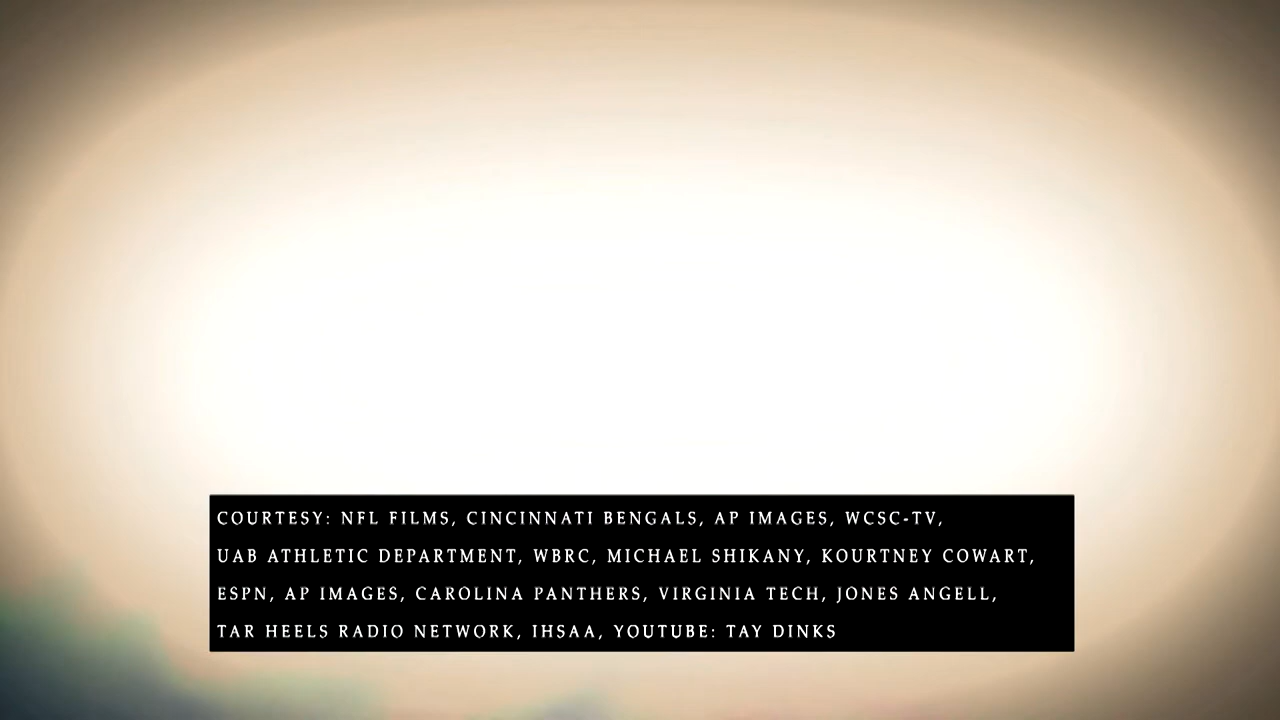 COURTESY: NFL FILMS, CINCINNATI BENGALS, AP IMAGES, WCSC-TV,
UAB ATHLETIC DEPARTMENT, WBRC, MICHAEL SHIKANY, KOURTNEY COWART,
ESPN, AP IMAGES, CAROLINA PANTHERS, VIRGINIA TECH, JONES ANGELL,
TAR HEELS RADIO NETWORK, IHSAA, YOUTUBE: TAY DINKS